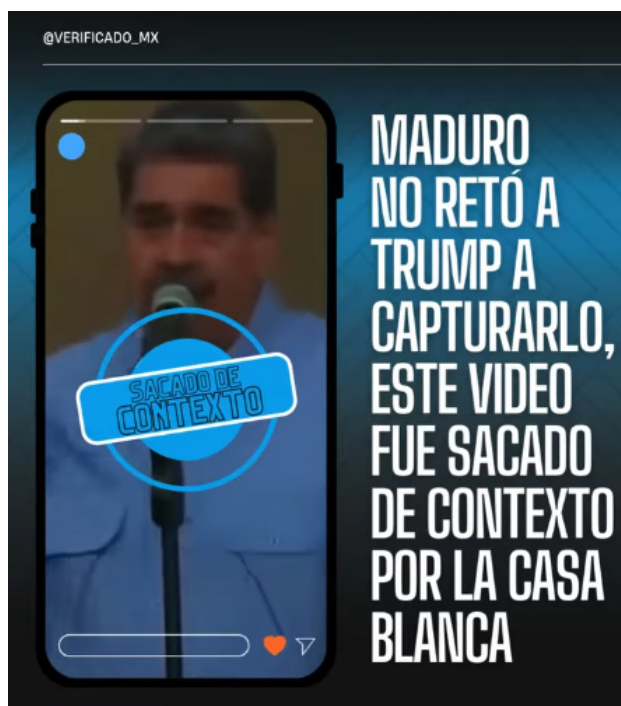 @VERIFICADO_MX
SACADO DE
CONTEXTO
MADURO
NO RETÓ A
TRUMP A
CAPTURARLO,
ESTE VIDEO
FUE SACADO
DE CONTEXTO
POR LA CASA
BLANCA